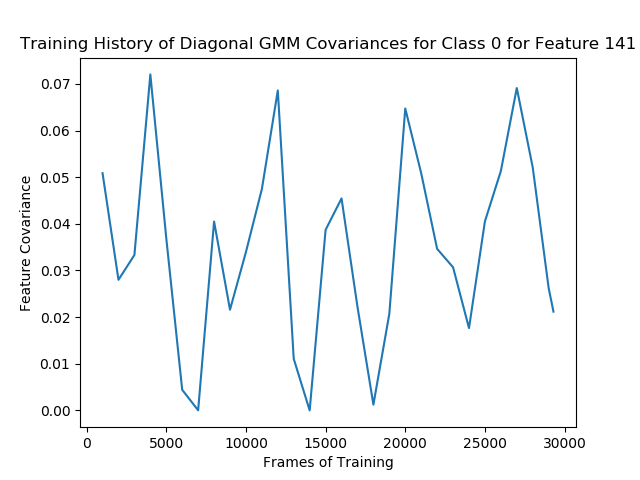 Training History of Diagonal GMM Covariances for Class 0 for Feature 141
0.07
0.06
0.05
0.04
0.03
0.02
0.01
0.00
Feature Covariance
0 5000 10000 15000 20000 25000 30000
Frames of Training